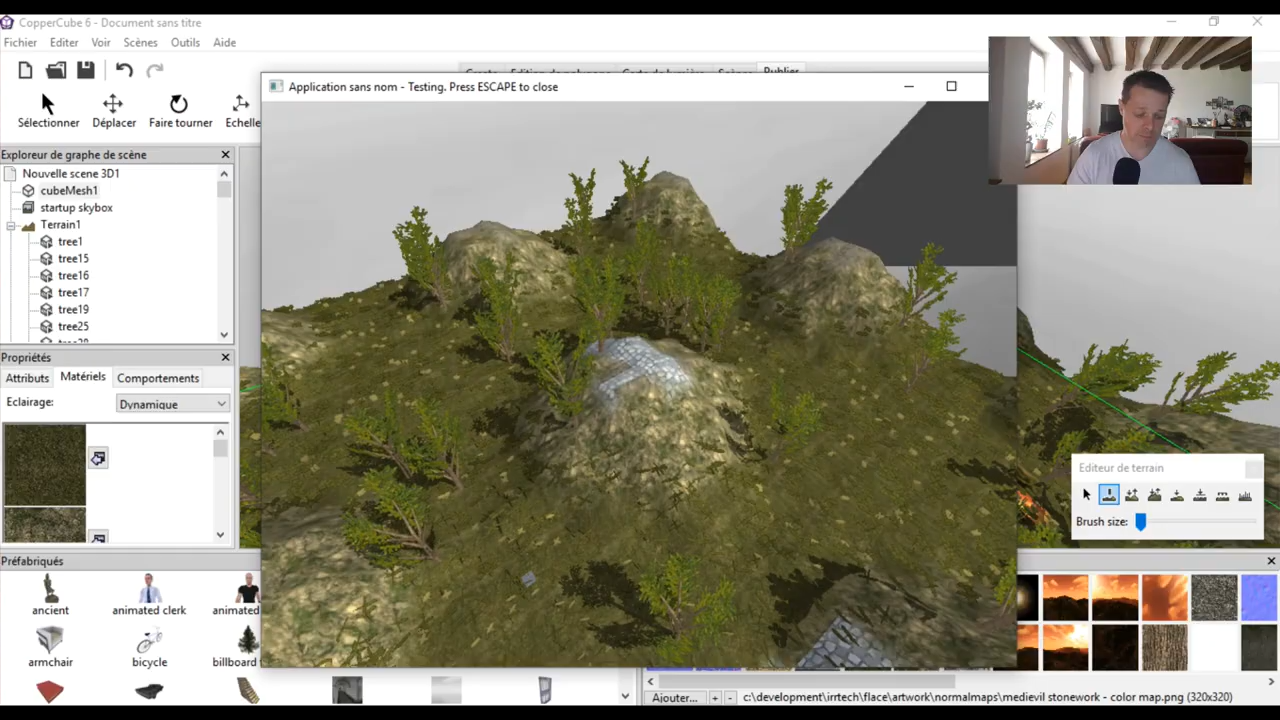 CopperCube 6 - Document sans titre
Fichier Editer Voir Scènes Outils Aide
Publier
Application sans nom - Testing. Press ESCAPE to close
Sélectionner Déplacer Faire tourner Echelle
Exploreur de graphe de scène
Nouvelle scene 3D1
cubeMesh1
startup skybox
Terrain1
tree1
tree15
tree16
tree17
tree19
tree25
Propriétés
Attributs Matériels Comportements
Eclairage: Dynamique
Editeur de terrain
Brush size:
Préfabriqués
ancient animated clerk animated
armchair bicycle billboard
Ajouter... + - c:\development\irrtech\flace\artwork\normalmaps\medievil stonework - color map.png (320x320)